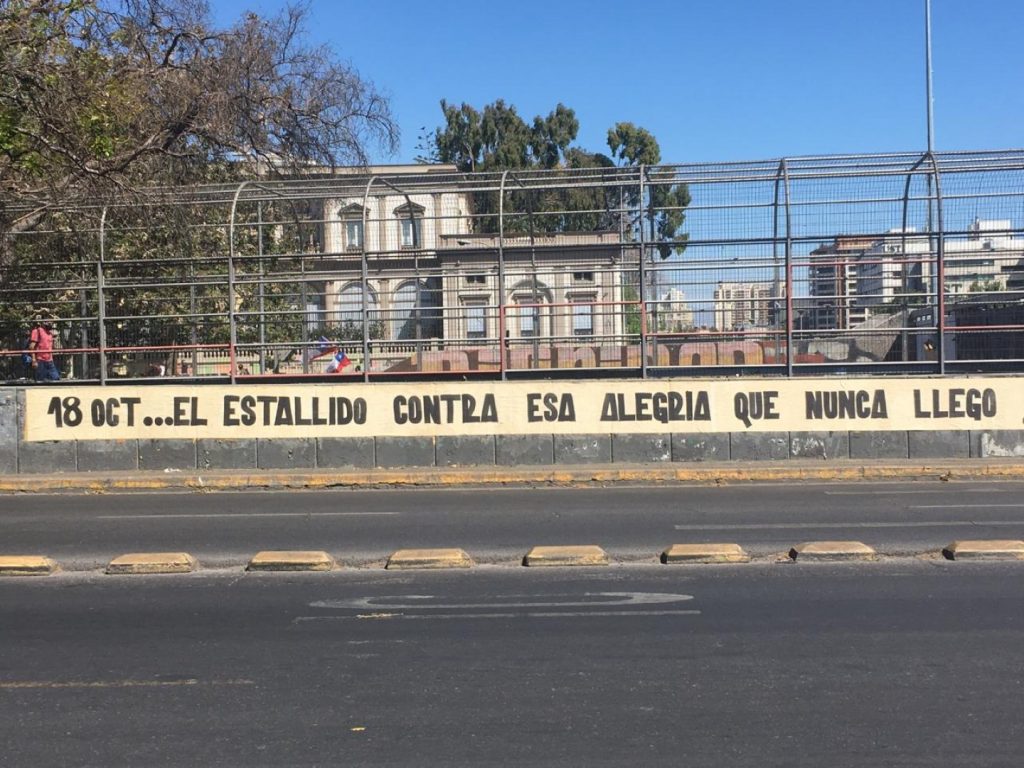 18 OCT...EL ESTALLIDO CONTRA ESA ALEGRIA QUE NUNCA LLEGO